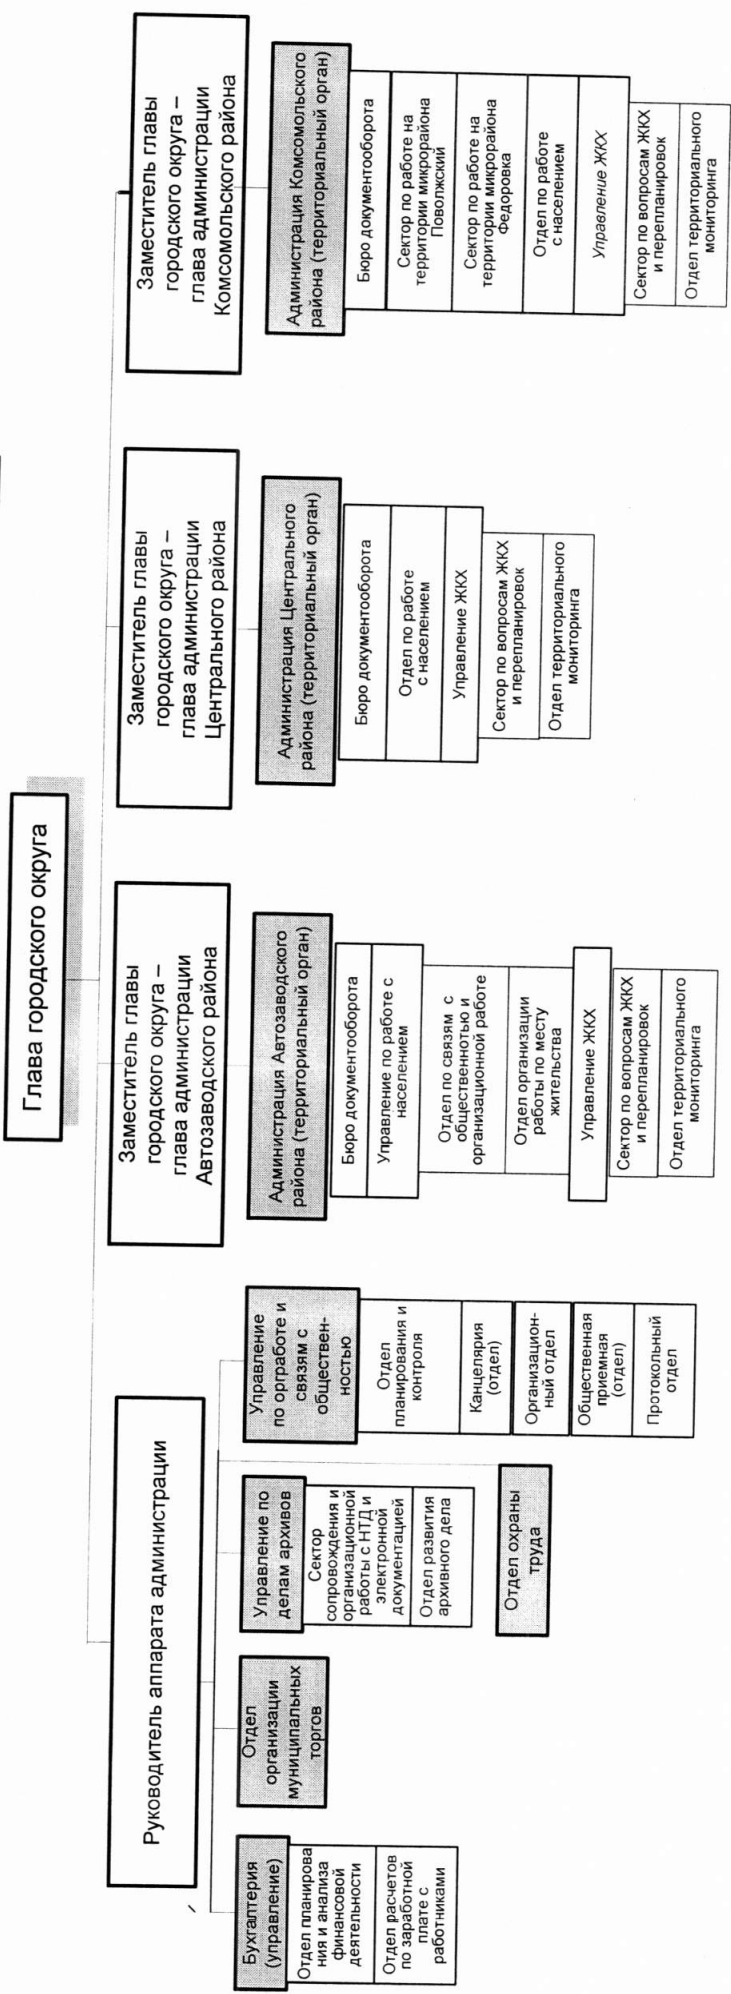 Глава городского округа
Руководитель аппарата администрации
Бухгалтерия
(управление)
Отдел планирова
ния и анализа
финансовой
деятельности
Отдел расчетов
по заработной
плате с
работниками
Отдел
организации
муниципальных
торгов
Управление по
делам архивов
Сектор
сопровождения и
организационной
работы с НТД и
электронной
документацией
Отдел развития
архивного дела
Отдел охраны
труда
Управление
по оргработе и
связям с
обществен-
ностью
Отдел
планирования и
контроля
Канцелярия
(отдел)
Организацион-
ный отдел
Общественная
приемная
(отдел)
Протокольный
отдел
Заместитель главы
городского округа –
глава администрации
Автозаводского района
Администрация Автозаводского
района (территориальный орган)
Бюро документооборота
Управление по работе с
населением
Отдел по связям с
общественнотью и
организационной работе
Отдел организации
работы по месту
жительства
Управление ЖКХ
Сектор по вопросам ЖКХ
и перепланировок
Отдел территориального
мониторинга
Заместитель главы
городского округа –
глава администрации
Центрального района
Администрация Центрального
района (территориальный орган)
Бюро документооборота
Отдел по работе
с населением
Управление ЖКХ
Сектор по вопросам ЖКХ
и перепланировок
Отдел территориального
мониторинга
Заместитель главы
городского округа –
глава администрации
Комсомольского района
Администрация Комсомольского
района (территориальный орган)
Бюро документооборота
Сектор по работе на
территории микрорайона
Поволжский
Сектор по работе на
территории микрорайона
Федоровка
Отдел по работе
с населением
Управление ЖКХ
Сектор по вопросам ЖКХ
и перепланировок
Отдел территориального
мониторинга